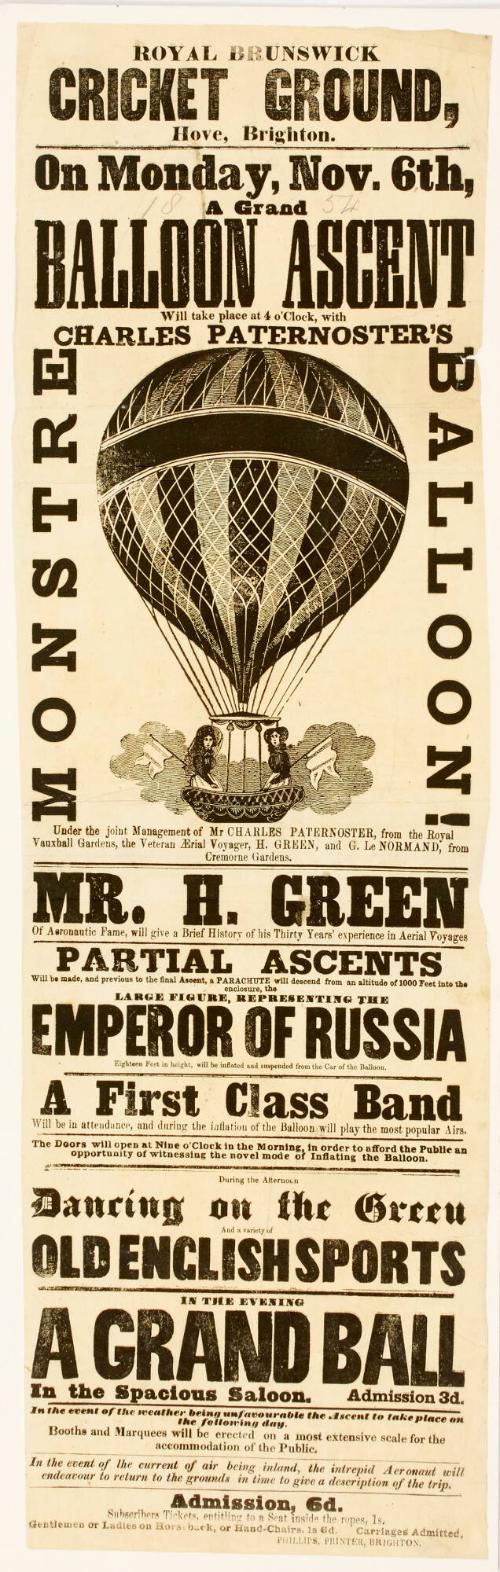 ROYAL BRUNSWICK
CRICKET GROUND,
Hove, Brighton.
On Monday, Nov. 6th,
18 54
A Grand
BALLOON ASCENT
Will take place at 4 o'Clock, with
CHARLES PATERNOSTER'S
MONSTRE
BALLOON!
Under the joint Management of Mr CHARLES PATERNOSTER, from the Royal
Vauxhall Gardens, the Veteran Ærial Voyager, H. GREEN, and G. Le NORMAND, from
Cremorne Gardens.
MR. H. GREEN
Of Aeronautic Fame, will give a Brief History of his Thirty Years' experience in Aerial Voyages
PARTIAL ASCENTS
Will be made, and previous to the final Ascent, a PARACHUTE will descend from an altitude of 1000 Feet into the
enclosure, the
LARGE FIGURE, REPRESENTING THE
EMPEROR OF RUSSIA
Eighteen Feet in height, will be inflated and suspended from the Car of the Balloon.
A First Class Band
Will be in attendance, and during the inflation of the Balloon will play the most popular Airs.
The Doors will open at Nine o'Clock in the Morning, in order to afford the Public an
opportunity of witnessing the novel mode of Inflating the Balloon.
During the Afternoon
Dancing on the Green
And a variety of
OLD ENGLISH SPORTS
IN THE EVENING
A GRAND BALL
In the Spacious Saloon. Admission 3d.
In the event of the weather being unfavourable the Ascent to take place on
the following day.
Booths and Marquees will be erected on a most extensive scale for the
accommodation of the Public.
In the event of the current of air being inland, the intrepid Aeronaut will
endeavour to return to the grounds in time to give a description of the trip.
Admission, 6d.
Subscribers Tickets, entitling to a Seat inside the ropes, 1s.
Gentlemen or Ladies on Horseback, or Hand-Chairs, 1s 6d. Carriages Admitted.
PHILLIPS, PRINTER, BRIGHTON.